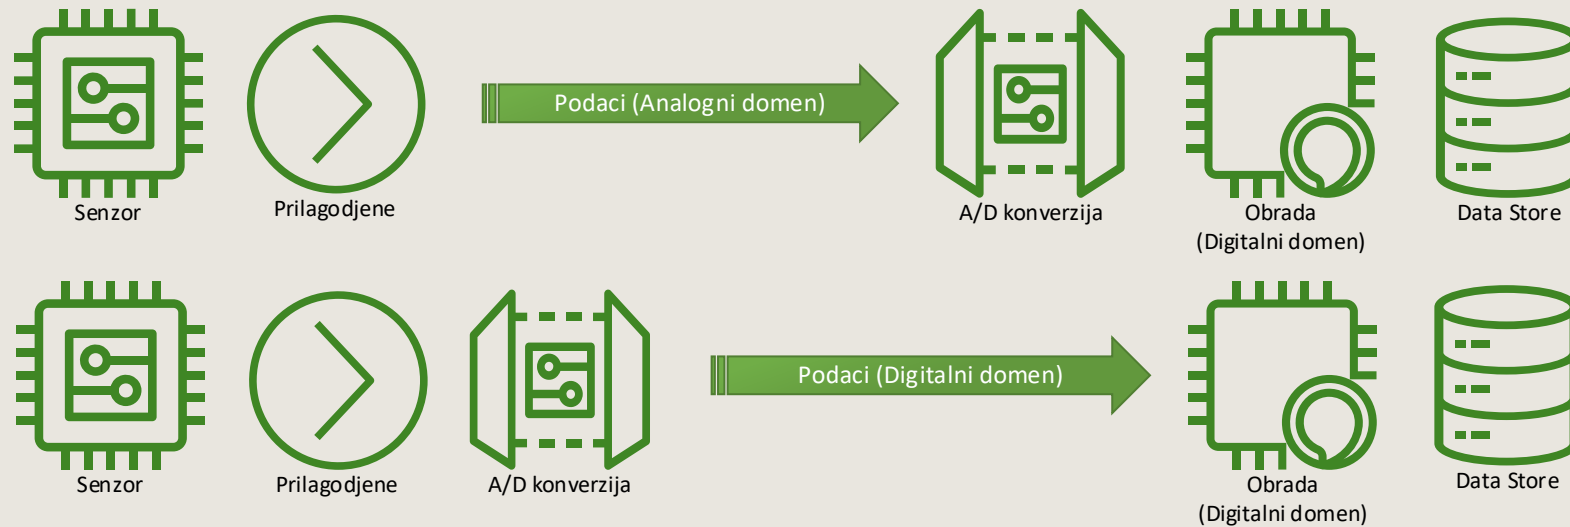 Podaci (Analogni domen)
Senzor
Prilagodjene
A/D konverzija
Obrada
(Digitalni domen)
Data Store
Podaci (Digitalni domen)
Senzor
Prilagodjene
A/D konverzija
Obrada
(Digitalni domen)
Data Store